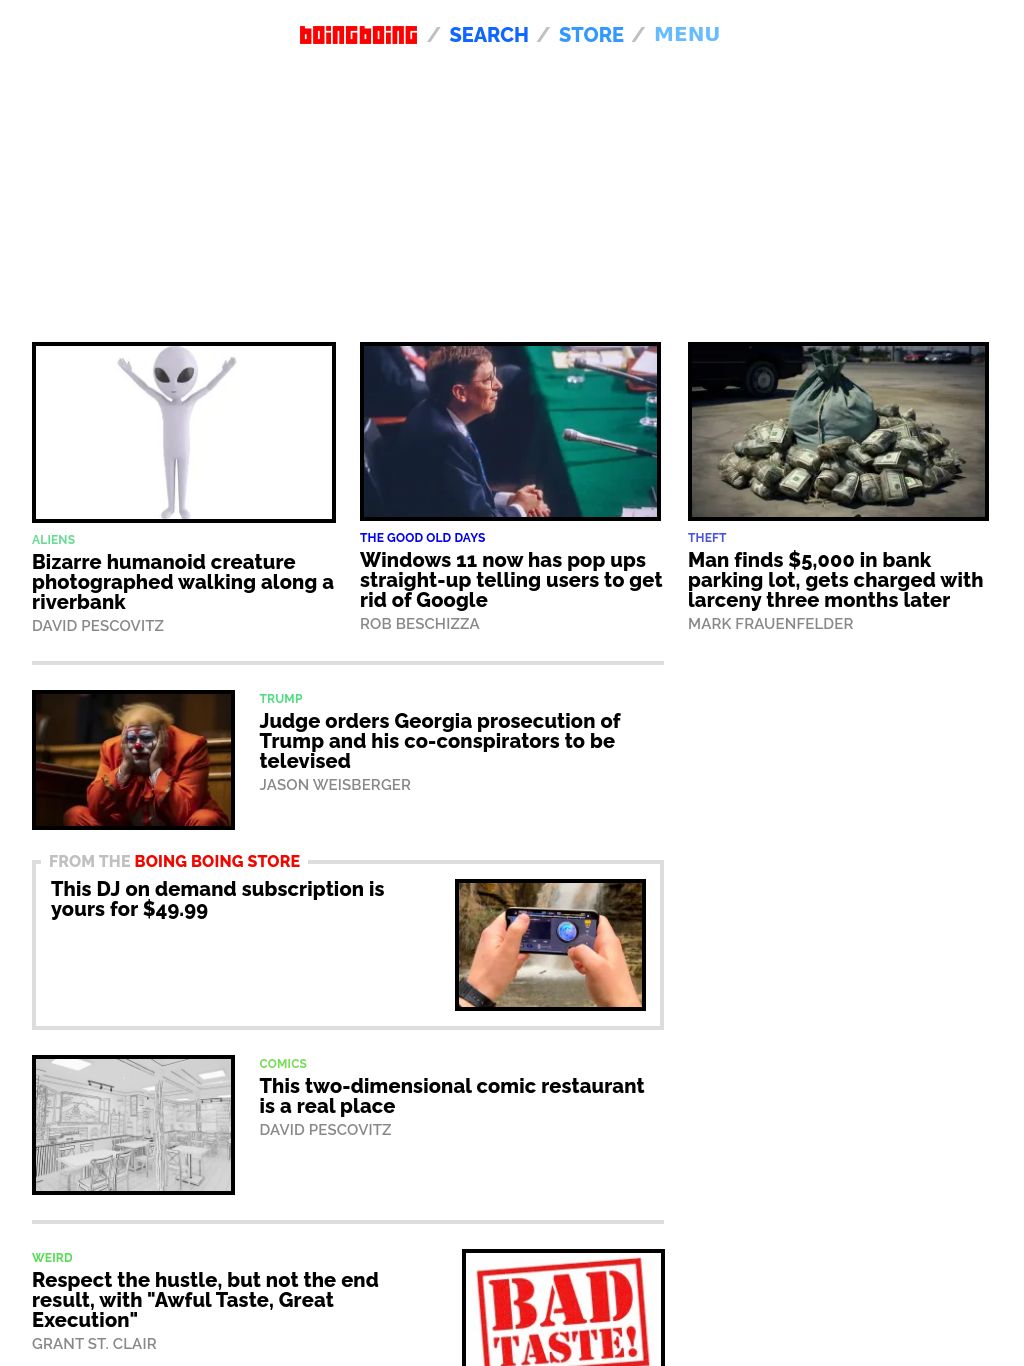 boingboing / SEARCH / STORE / MENU
ALIENS
Bizarre humanoid creature
photographed walking along a
riverbank
DAVID PESCOVITZ
THE GOOD OLD DAYS
Windows 11 now has pop ups
straight-up telling users to get
rid of Google
ROB BESCHIZZA
THEFT
Man finds $5,000 in bank
parking lot, gets charged with
larceny three months later
MARK FRAUENFELDER
TRUMP
Judge orders Georgia prosecution of
Trump and his co-conspirators to be
televised
JASON WEISBERGER
FROM THE BOING BOING STORE
This DJ on demand subscription is
yours for $49.99
COMICS
This two-dimensional comic restaurant
is a real place
DAVID PESCOVITZ
WEIRD
Respect the hustle, but not the end
result, with "Awful Taste, Great
Execution"
GRANT ST. CLAIR
BAD
TASTE!